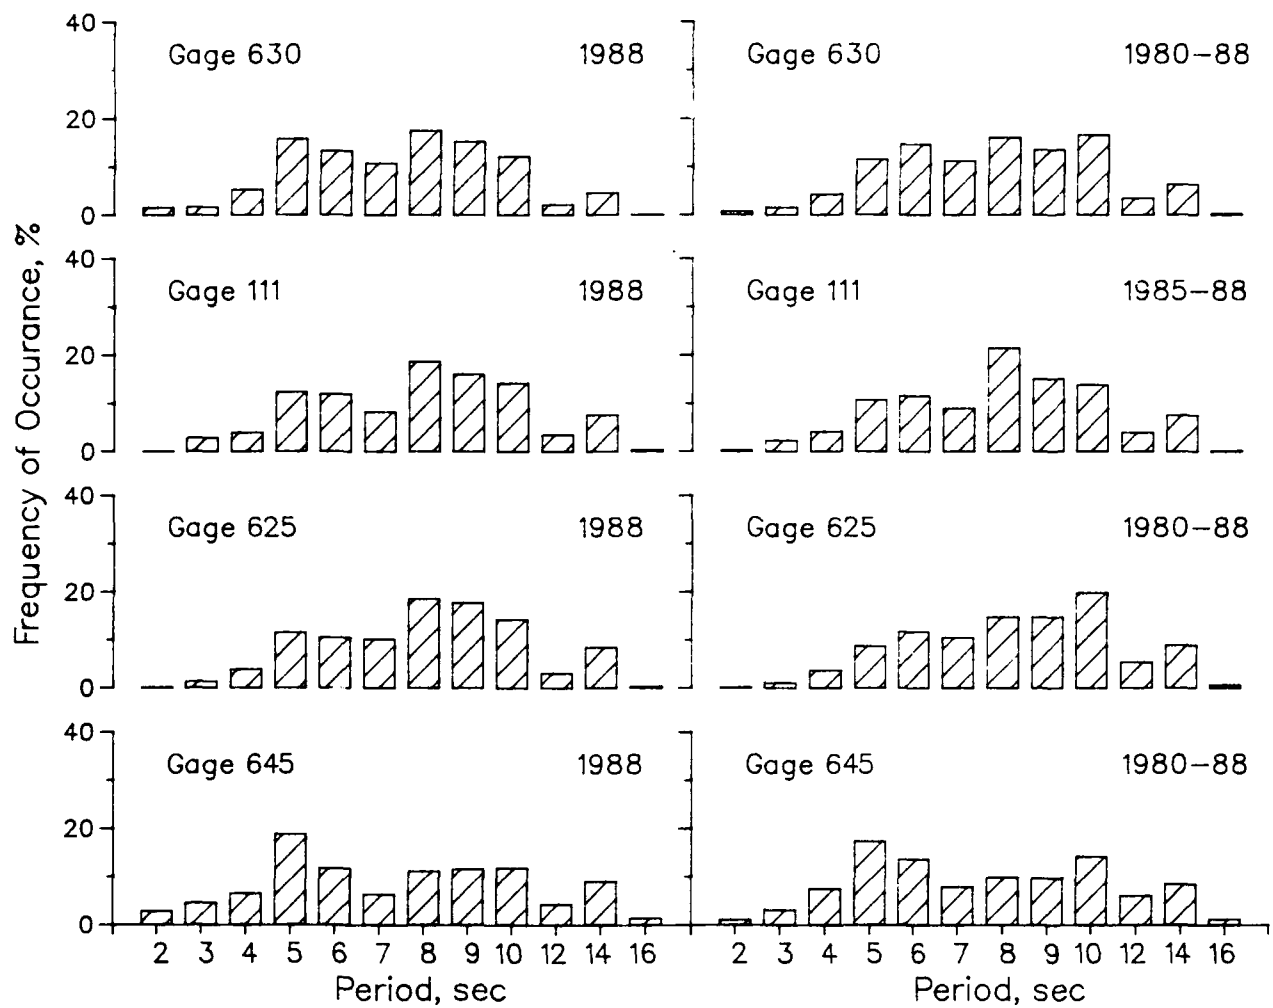 Frequency of Occurance, %
40
20
0
Gage 630 1988
Gage 630 1980-88
40
20
0
Gage 111 1988
Gage 111 1985-88
40
20
0
Gage 625 1988
Gage 625 1980-88
40
20
0
Gage 645 1988
Gage 645 1980-88
2 3 4 5 6 7 8 9 10 12 14 16
2 3 4 5 6 7 8 9 10 12 14 16
Period, sec
Period, sec